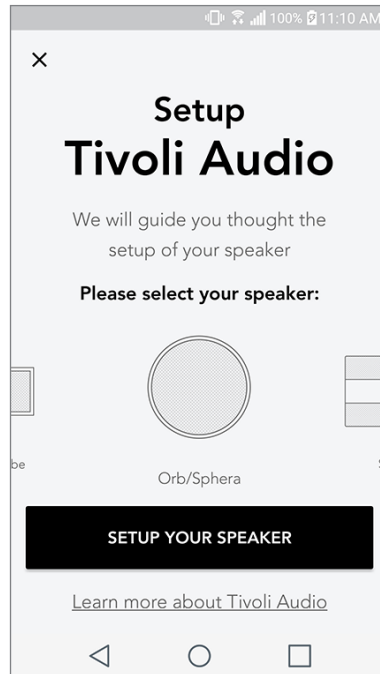 100% 11:10 AM
Setup
Tivoli Audio
We will guide you thought the
setup of your speaker
Please select your speaker:
be
Orb/Sphera
SETUP YOUR SPEAKER
Learn more about Tivoli Audio